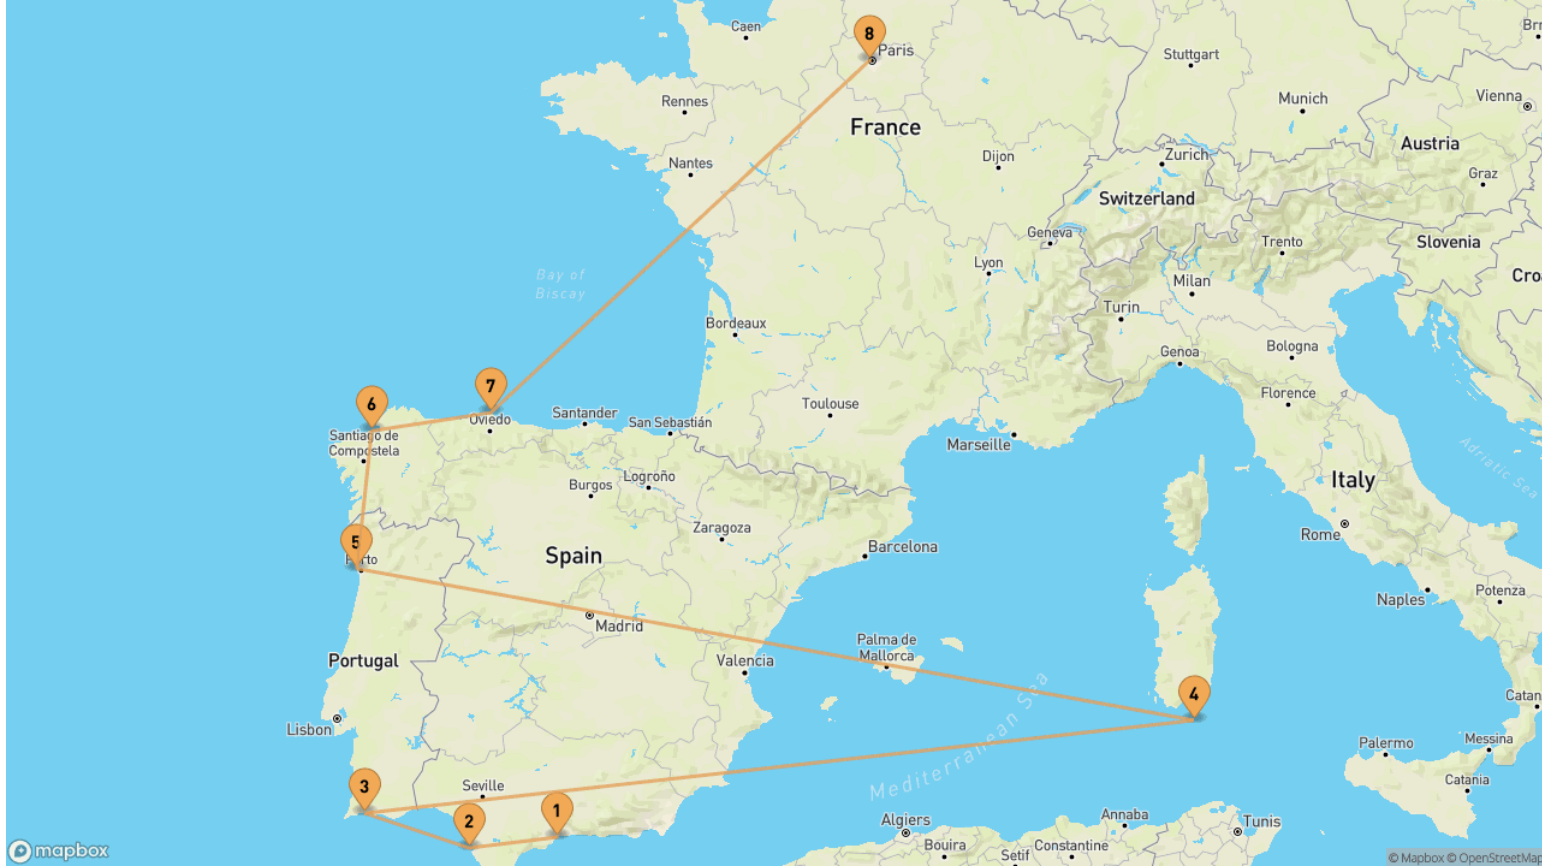 Caen
8
Paris
Stuttgart
Brn
Rennes
Munich
Vienna
France
Austria
Nantes
Dijon
Zurich
Graz
Switzerland
Geneva
Trento
Slovenia
Bay of
Biscay
Lyon
Milan
Cro
Turin
Bordeaux
Genoa
Bologna
7
6
Santander
San Sebastián
Toulouse
Florence
Oviedo
Santiago de
Compostela
Marseille
Adriatic Sea
Logroño
Burgos
Italy
Zaragoza
Rome
5
Porto
Spain
Barcelona
Madrid
Naples
Potenza
Portugal
Valencia
Palma de
Mallorca
4
Catan
Lisbon
Mediterranean Sea
Palermo
Messina
3
Seville
Catania
2
1
Algiers
Annaba
Tunis
Bouira
Setif
Constantine
mapbox
© Mapbox © OpenStreetMap